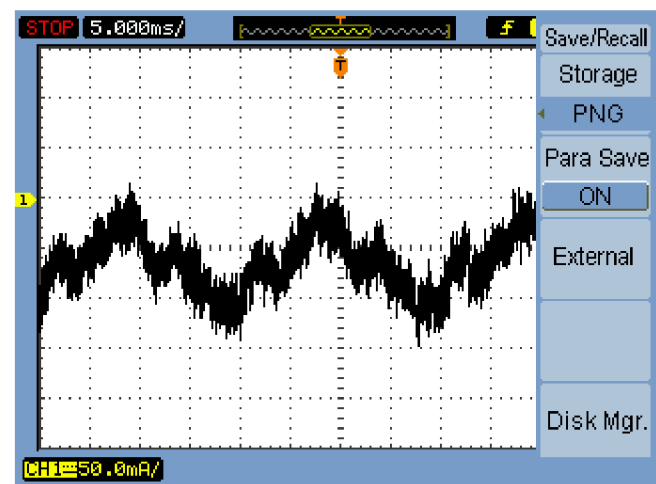 STOP 5.000ms/
T
T
1
Save/Recall
Storage
PNG
Para Save
ON
External
Disk Mgr.
CH1 50.0mA/